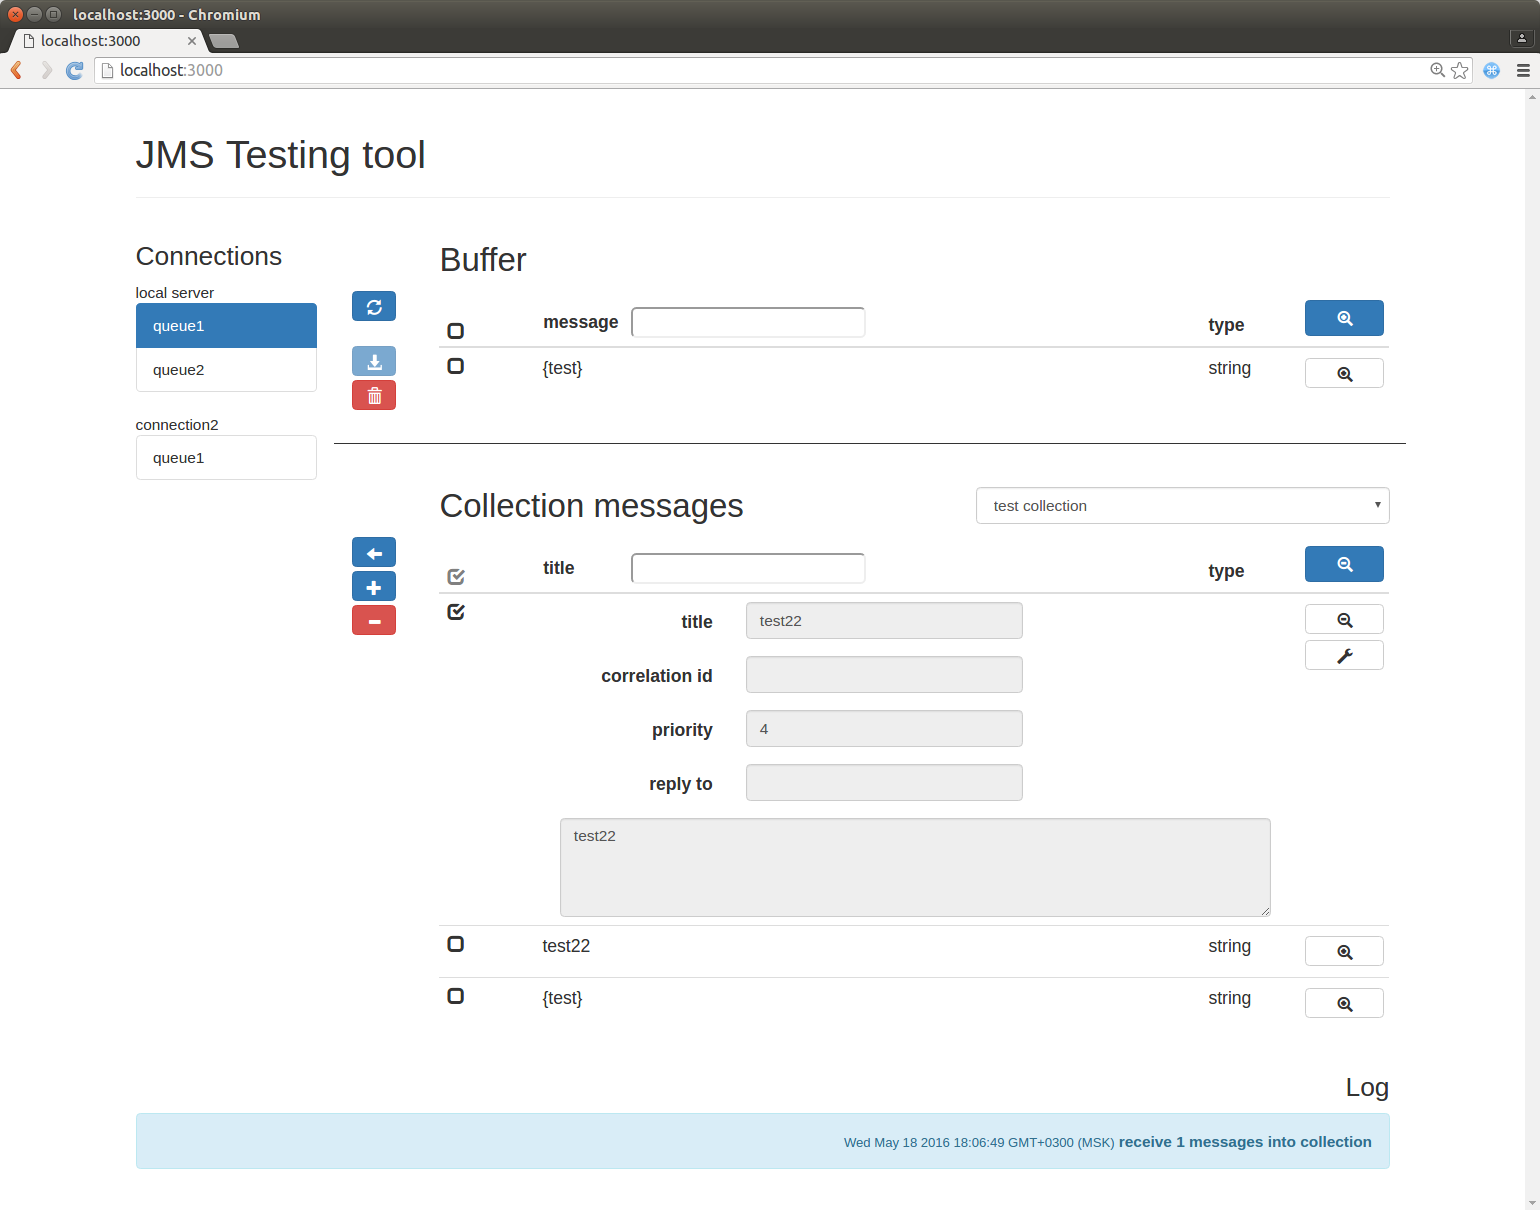 localhost:3000 - Chromium
localhost:3000
localhost:3000
JMS Testing tool
Connections
local server
queue1
queue2
connection2
queue1
Buffer
message type
{test} string
Collection messages
test collection
title type
title test22
correlation id
priority 4
reply to
test22
test22 string
{test} string
Log
Wed May 18 2016 18:06:49 GMT+0300 (MSK) receive 1 messages into collection